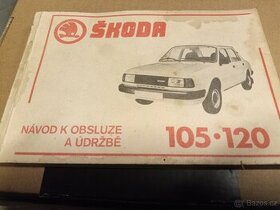 ŠKODA
NÁVOD K OBSLUZE
A ÚDRŽBĚ
105·120
Bazos.cz